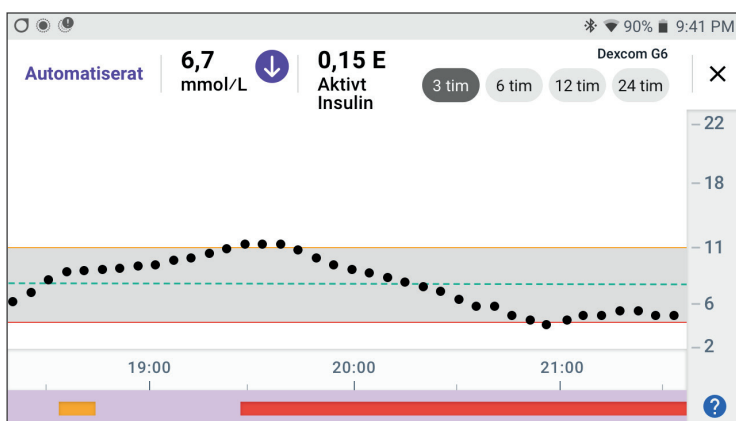 90% 9:41 PM
Dexcom G6
Automatiserat
6,7
mmol/L
0,15 E
Aktivt
Insulin
3 tim 6 tim 12 tim 24 tim
22
18
11
6
2
19:00 20:00 21:00
?